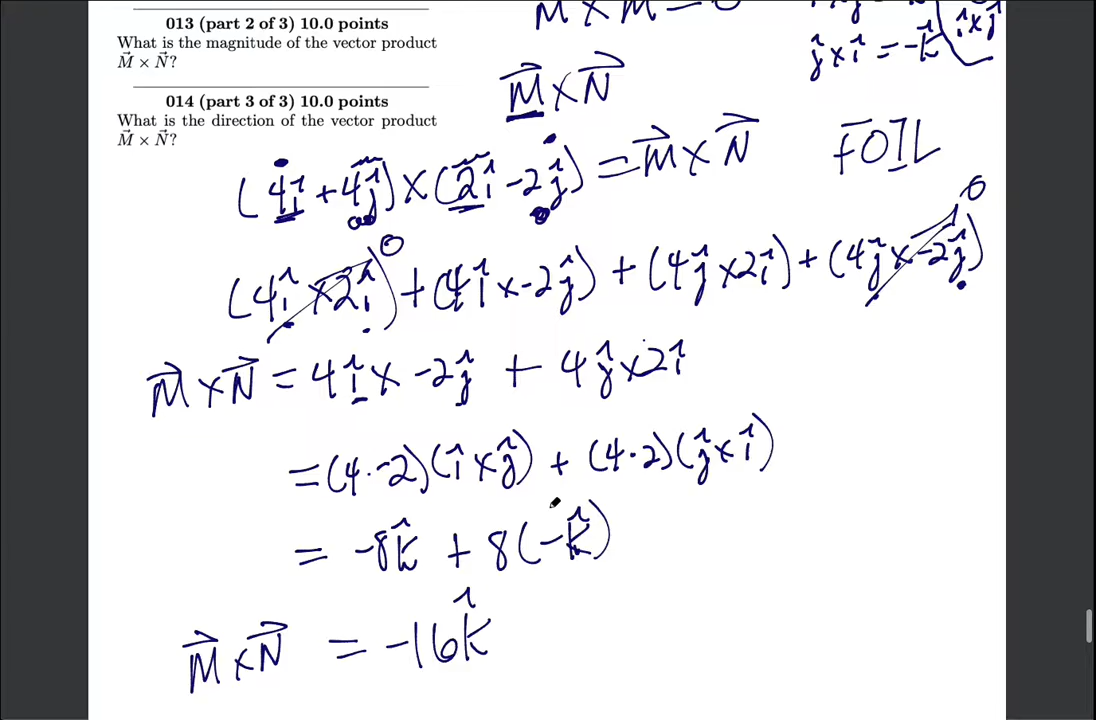 013 (part 2 of 3) 10.0 points
What is the magnitude of the vector product
M⃗ × N⃗?
014 (part 3 of 3) 10.0 points
What is the direction of the vector product
M⃗ × N⃗?
î×ĵ
ĵ×î = -k̂
M⃗×N⃗
(4î+4ĵ)×(2î-2ĵ) = M⃗×N⃗
FOIL
(4î×2î)⁰+(4î×-2ĵ)+(4ĵ×2î)+(4ĵ×-2ĵ)⁰
M⃗×N⃗ = 4î×-2ĵ + 4ĵ×2î
=(4·-2)(î×ĵ)+(4·2)(ĵ×î)
= -8k̂ + 8(-k̂)
M⃗×N⃗ = -16k̂